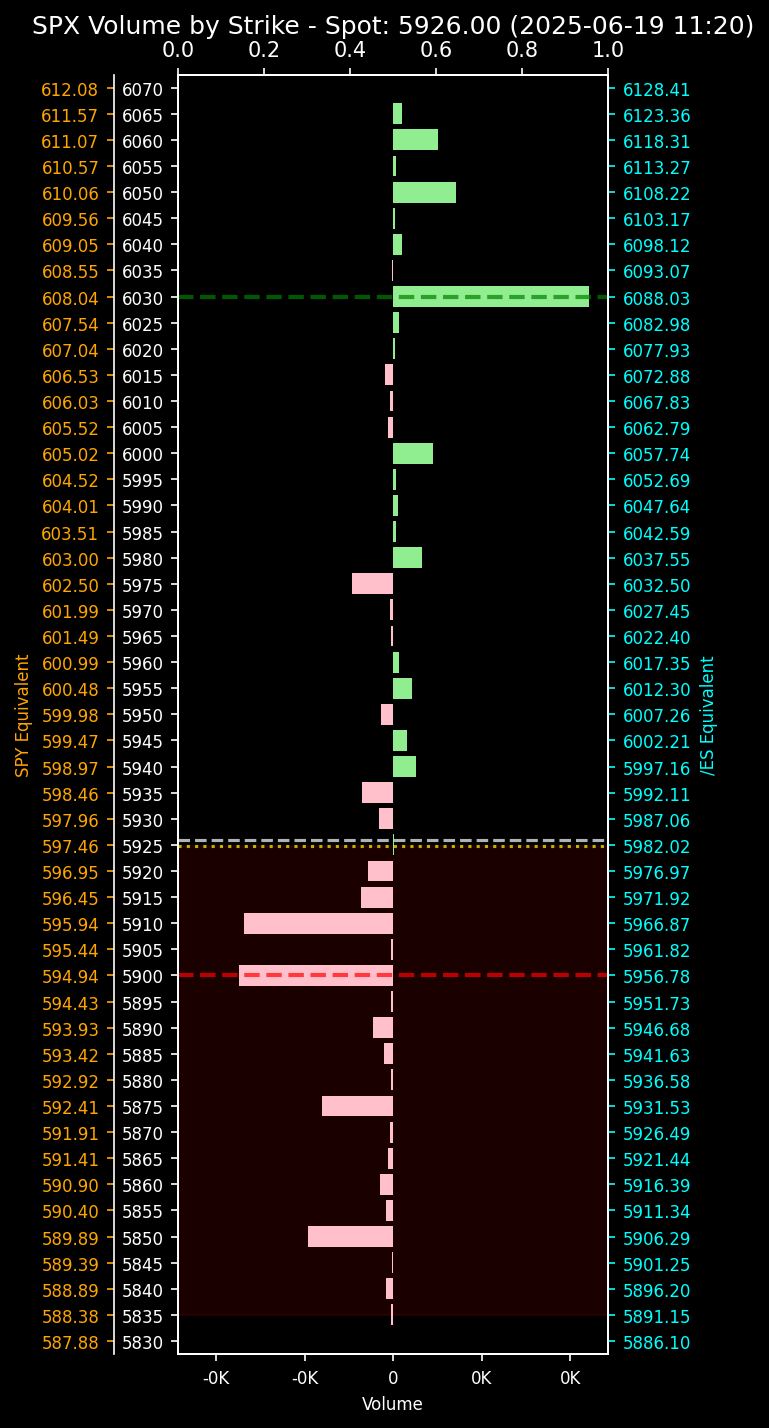 SPX Volume by Strike - Spot: 5926.00 (2025-06-19 11:20)
0.0 0.2 0.4 0.6 0.8 1.0
612.08 6070 6128.41
611.57 6065 6123.36
611.07 6060 6118.31
610.57 6055 6113.27
610.06 6050 6108.22
609.56 6045 6103.17
609.05 6040 6098.12
608.55 6035 6093.07
608.04 6030 6088.03
607.54 6025 6082.98
607.04 6020 6077.93
606.53 6015 6072.88
606.03 6010 6067.83
605.52 6005 6062.79
605.02 6000 6057.74
604.52 5995 6052.69
604.01 5990 6047.64
603.51 5985 6042.59
603.00 5980 6037.55
602.50 5975 6032.50
601.99 5970 6027.45
601.49 5965 6022.40
600.99 5960 6017.35
600.48 5955 6012.30
599.98 5950 6007.26
599.47 5945 6002.21
598.97 5940 5997.16
598.46 5935 5992.11
597.96 5930 5987.06
597.46 5925 5982.02
596.95 5920 5976.97
596.45 5915 5971.92
595.94 5910 5966.87
595.44 5905 5961.82
594.94 5900 5956.78
594.43 5895 5951.73
593.93 5890 5946.68
593.42 5885 5941.63
592.92 5880 5936.58
592.41 5875 5931.53
591.91 5870 5926.49
591.41 5865 5921.44
590.90 5860 5916.39
590.40 5855 5911.34
589.89 5850 5906.29
589.39 5845 5901.25
588.89 5840 5896.20
588.38 5835 5891.15
587.88 5830 5886.10
SPY Equivalent
/ES Equivalent
-0K -0K 0 0K 0K
Volume